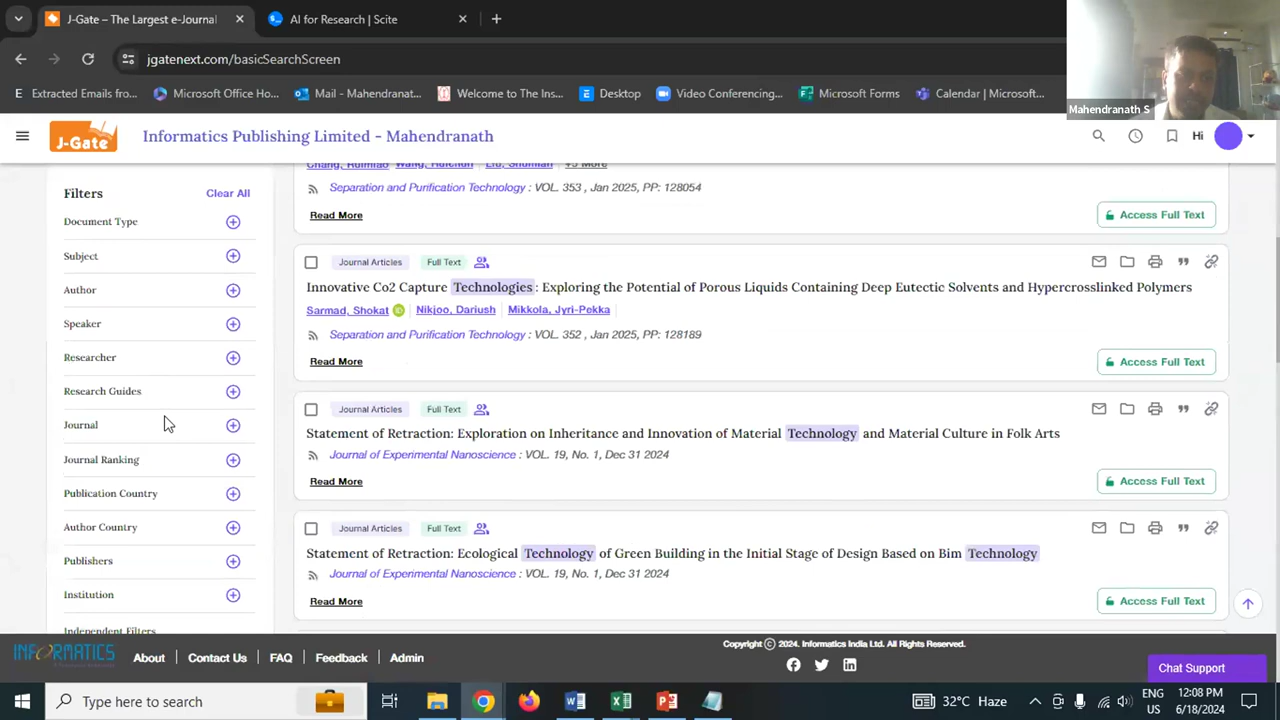 J-Gate – The Largest e-Journal
AI for Research | Scite
jgatenext.com/basicSearchScreen
Extracted Emails from...
Microsoft Office Ho...
Mail - Mahendranat...
Welcome To The Ins...
Desktop
Video Conferencing...
Microsoft Forms
Calendar | Microsoft...
Mahendranath S
J-Gate
Informatics Publishing Limited - Mahendranath
Hi
Filters
Clear All
Document Type
Subject
Author
Speaker
Researcher
Research Guides
Journal
Journal Ranking
Publication Country
Author Country
Publishers
Institution
Independent Filters
Chang, Ruimiao Wang, Ruichun Liu, Shumian +5 More
Separation and Purification Technology : VOL. 353 , Jan 2025, PP: 128054
Read More
Access Full Text
Journal Articles
Full Text
Innovative Co2 Capture Technologies : Exploring the Potential of Porous Liquids Containing Deep Eutectic Solvents and Hypercrosslinked Polymers
Sarmad, Shokat iD Nikjoo, Dariush Mikkola, Jyri-Pekka
Separation and Purification Technology : VOL. 352 , Jan 2025, PP: 128189
Read More
Access Full Text
Journal Articles
Full Text
Statement of Retraction: Exploration on Inheritance and Innovation of Material Technology and Material Culture in Folk Arts
Journal of Experimental Nanoscience : VOL. 19, No. 1, Dec 31 2024
Read More
Access Full Text
Journal Articles
Full Text
Statement of Retraction: Ecological Technology of Green Building in the Initial Stage of Design Based on Bim Technology
Journal of Experimental Nanoscience : VOL. 19, No. 1, Dec 31 2024
Read More
Access Full Text
INFORMATICS
About
Contact Us
FAQ
Feedback
Admin
Copyright © 2024. Informatics India Ltd. All Rights Reserved.
Chat Support
Type here to search
32°C Haze
ENG
US
12:08 PM
6/18/2024